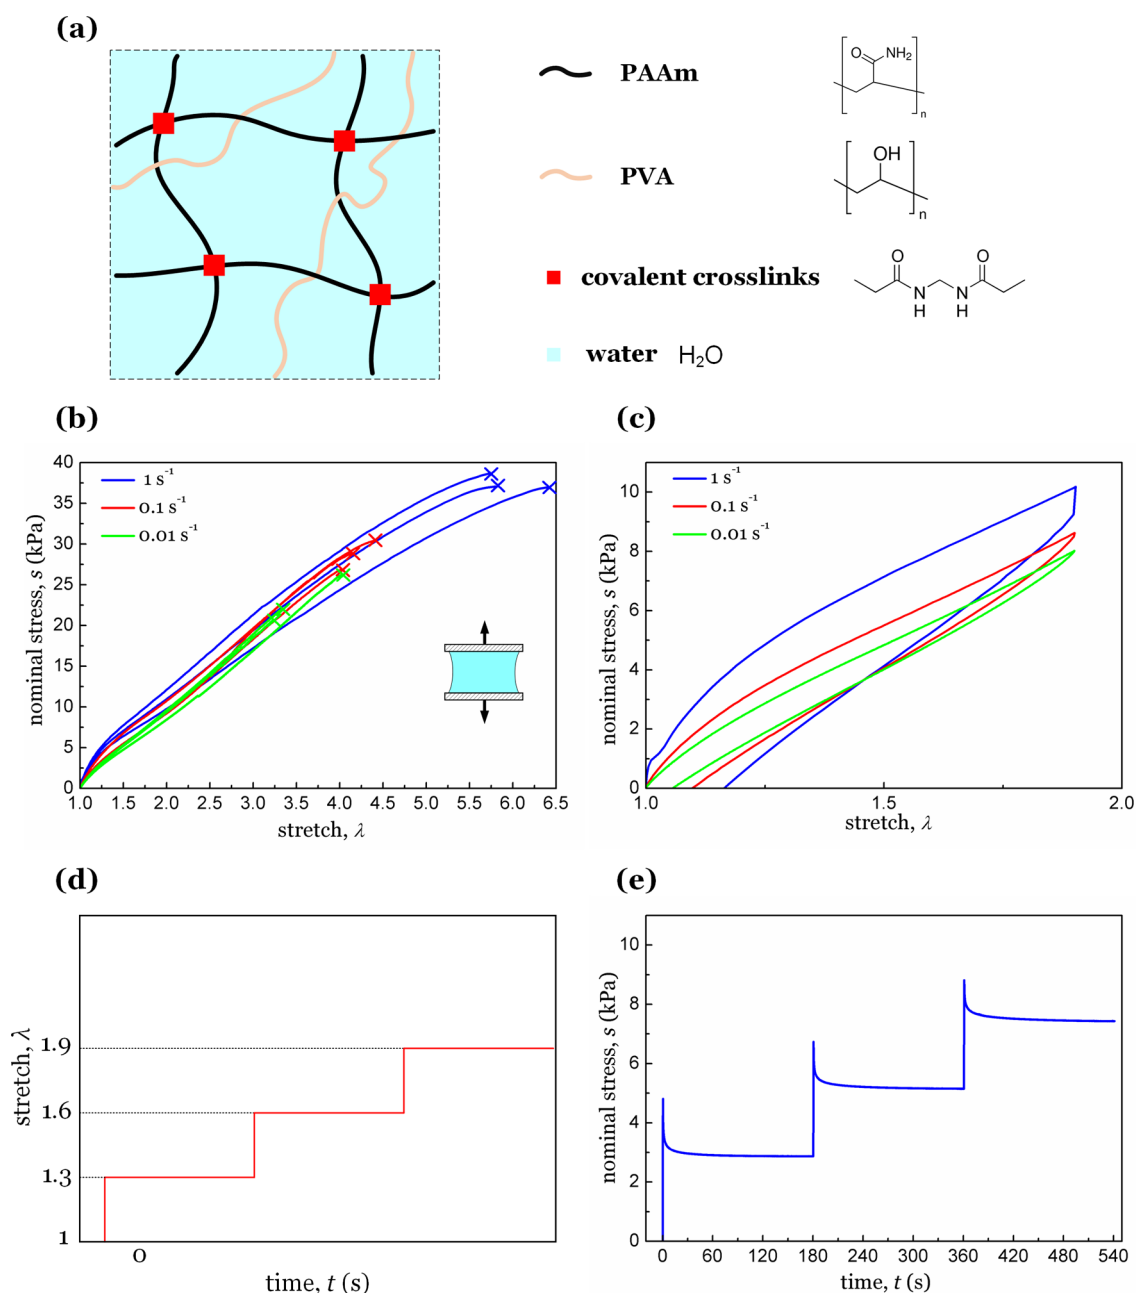 (a)
PAAm
O
NH₂
n
PVA
OH
n
covalent crosslinks
O
O
N
N
H
H
water H₂O
(b)
nominal stress, s (kPa)
40
35
30
25
20
15
10
5
0
1 s⁻¹
0.1 s⁻¹
0.01 s⁻¹
1.0 1.5 2.0 2.5 3.0 3.5 4.0 4.5 5.0 5.5 6.0 6.5
stretch, λ
(c)
nominal stress, s (kPa)
10
8
6
4
2
0
1 s⁻¹
0.1 s⁻¹
0.01 s⁻¹
1.0 1.5 2.0
stretch, λ
(d)
stretch, λ
1.9
1.6
1.3
1
0
time, t (s)
(e)
nominal stress, s (kPa)
10
8
6
4
2
0
0 60 120 180 240 300 360 420 480 540
time, t (s)